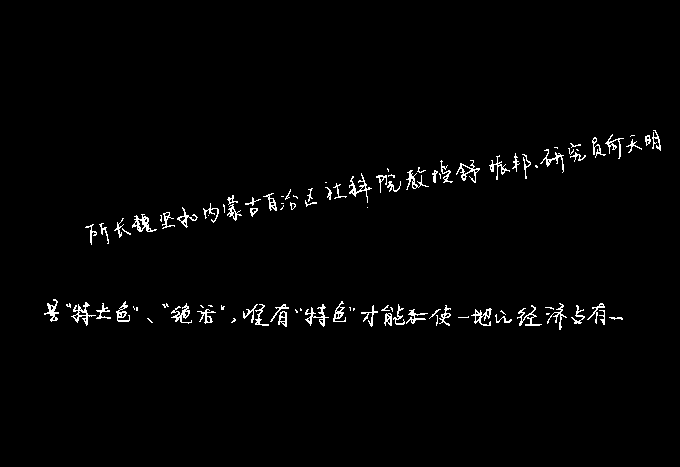 所长魏坚和内蒙古自治区社科院教授舒振邦、研究员何天明
是“特土色”、“绝活”,唯有“特色”才能使一地经济占有一